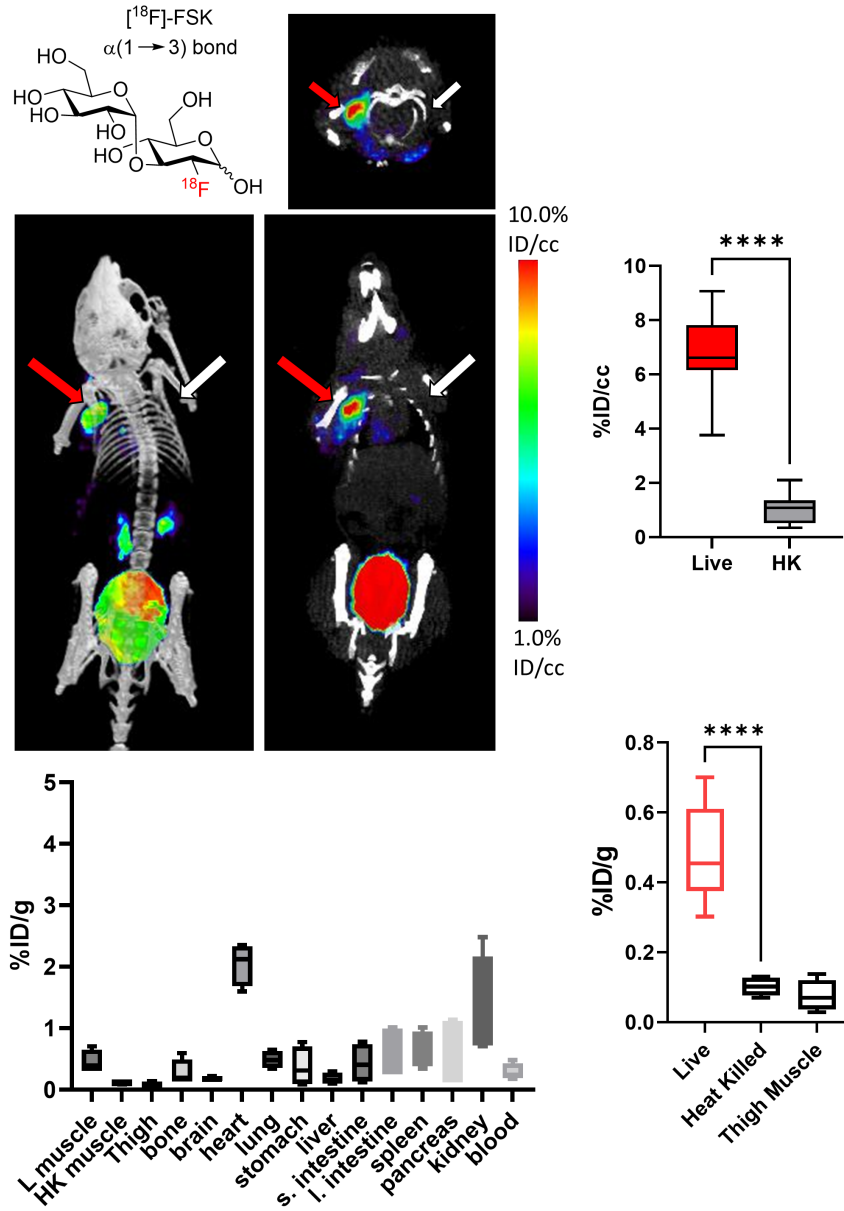 [¹⁸F]-FSK
α(1 → 3) bond
HO
HO
HO
HO
OH
HO
HO
O
O
O
¹⁸F
OH
10.0%
ID/cc
1.0%
ID/cc
****
%ID/cc
10
8
6
4
2
0
Live
HK
****
%ID/g
0.8
0.6
0.4
0.2
0.0
Live
Heat Killed
Thigh Muscle
%ID/g
5
4
3
2
1
0
L muscle
HK muscle
Thigh
bone
brain
heart
lung
stomach
liver
s. intestine
l. intestine
spleen
pancreas
kidney
blood